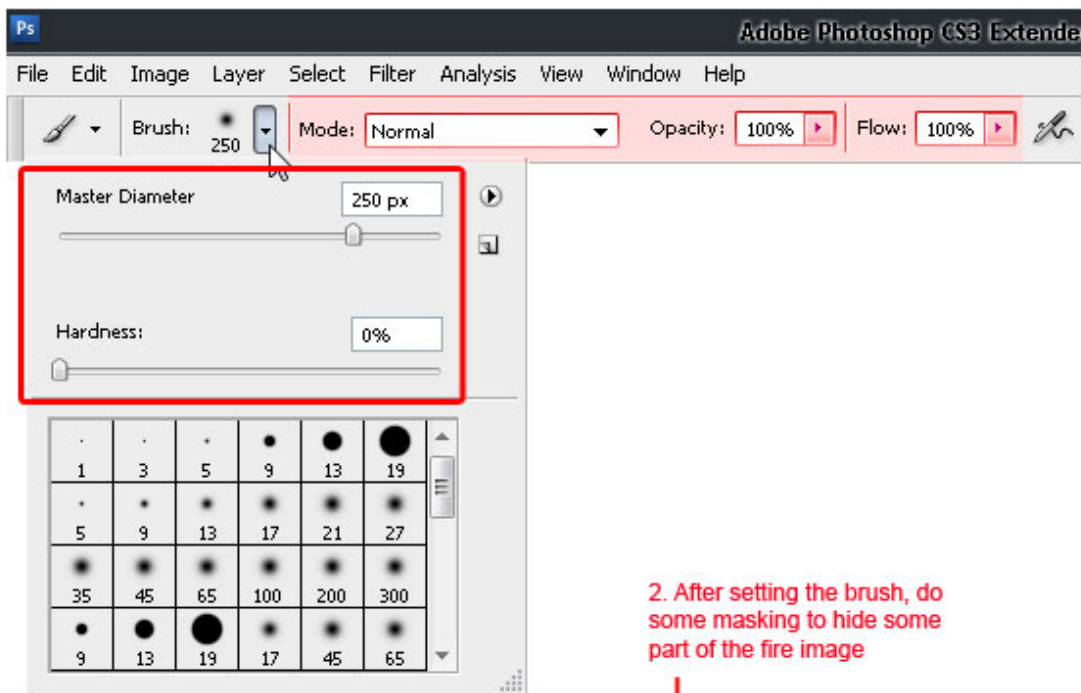 Ps
Adobe Photoshop CS3 Extende
File Edit Image Layer Select Filter Analysis View Window Help
Brush: 250 Mode: Normal Opacity: 100% Flow: 100%
Master Diameter 250 px
Hardness: 0%
1 3 5 9 13 19
5 9 13 17 21 27
35 45 65 100 200 300
9 13 19 17 45 65
2. After setting the brush, do
some masking to hide some
part of the fire image